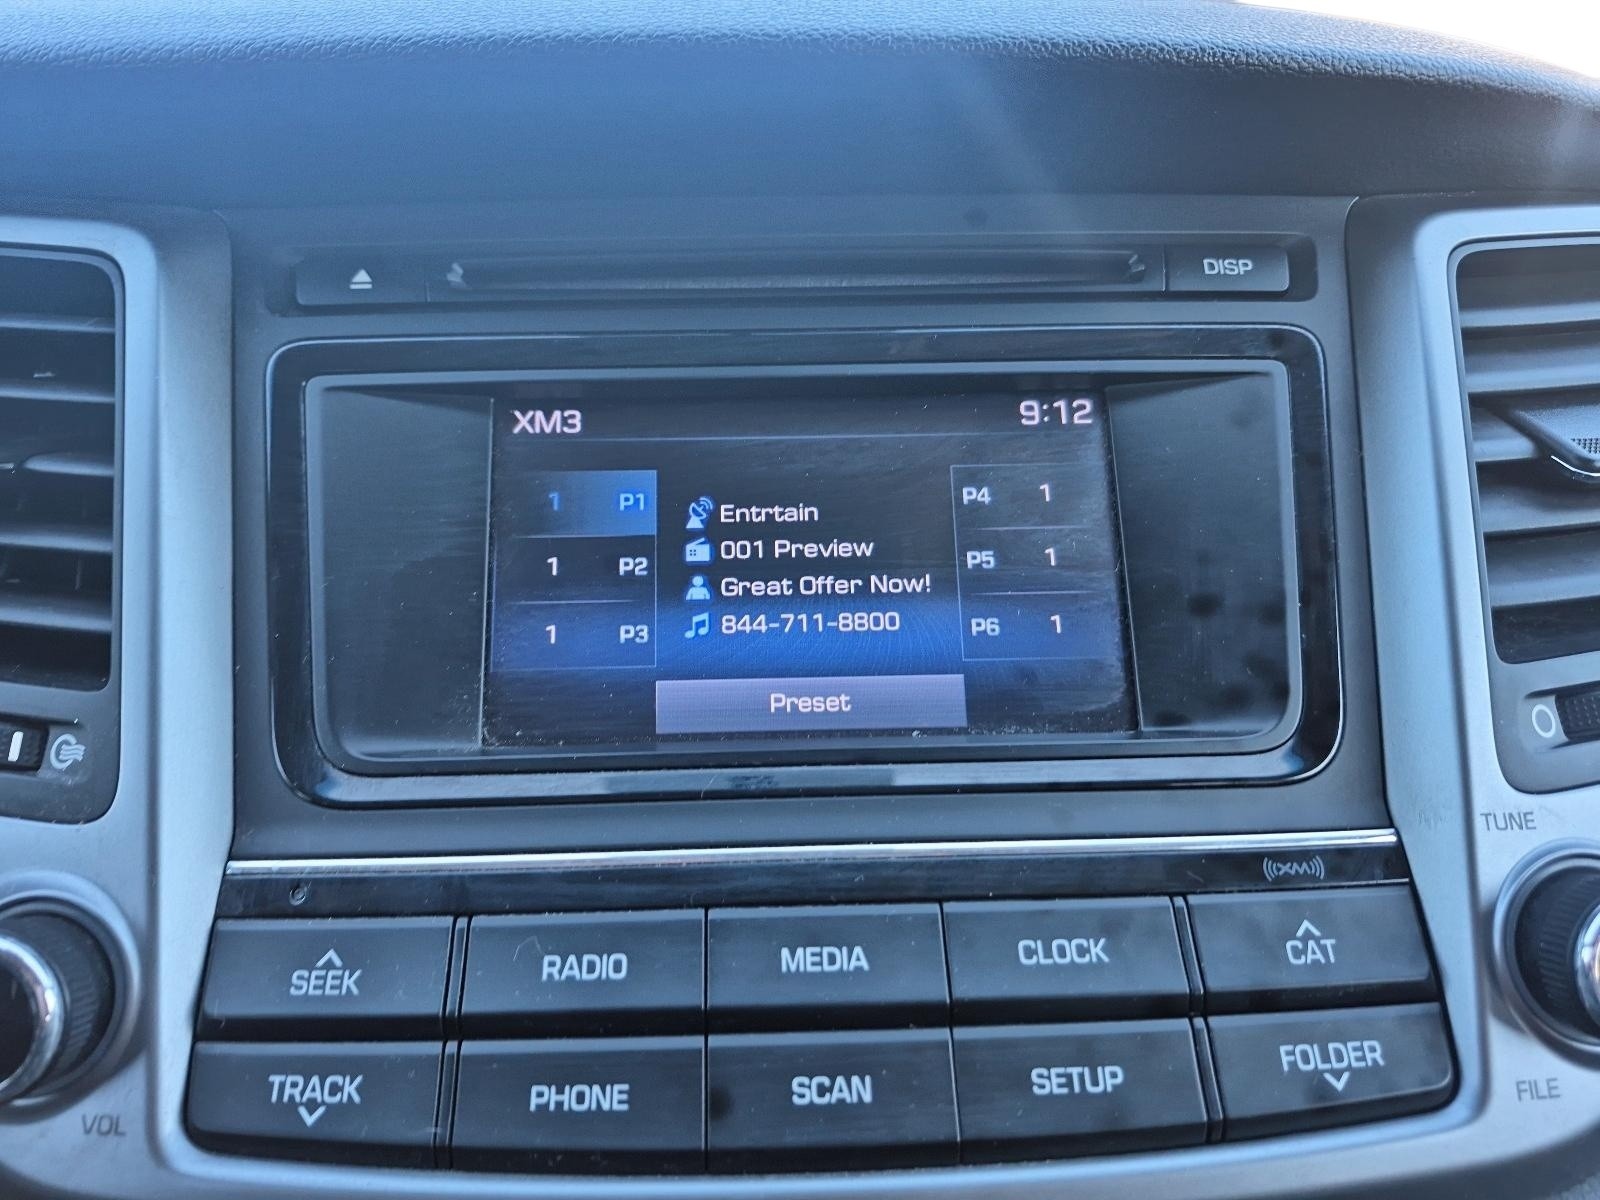 DISP
XM3 9:12
1 P1
1 P2
1 P3
Entrtain
001 Preview
Great Offer Now!
844-711-8800
P4 1
P5 1
P6 1
Preset
TUNE
((XM))
SEEK RADIO MEDIA CLOCK CAT
TRACK PHONE SCAN SETUP FOLDER
VOL
FILE